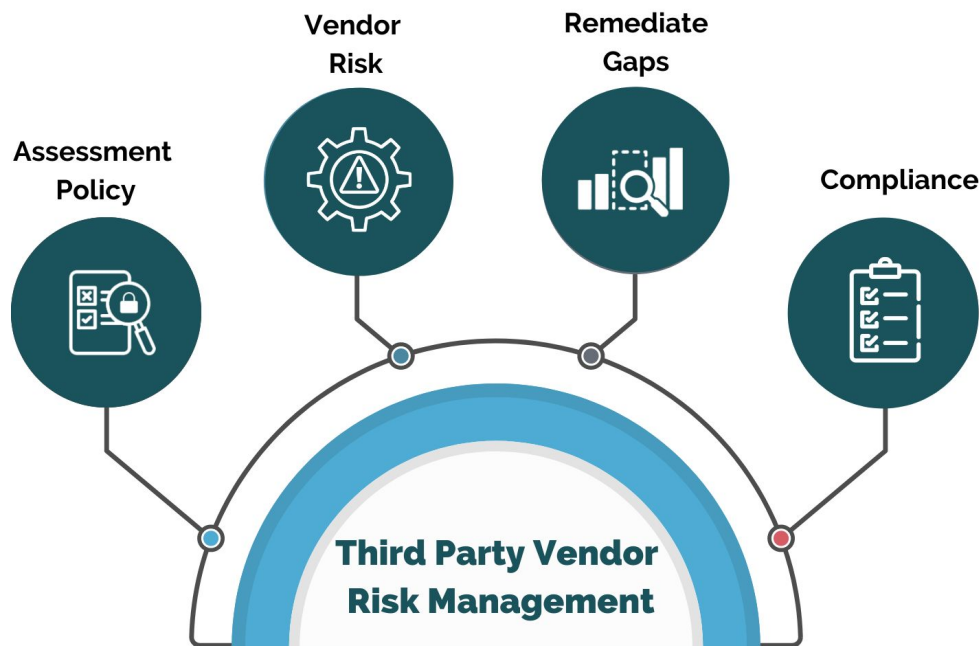 Vendor
Risk
Remediate
Gaps
Assessment
Policy
Compliance
Third Party Vendor
Risk Management